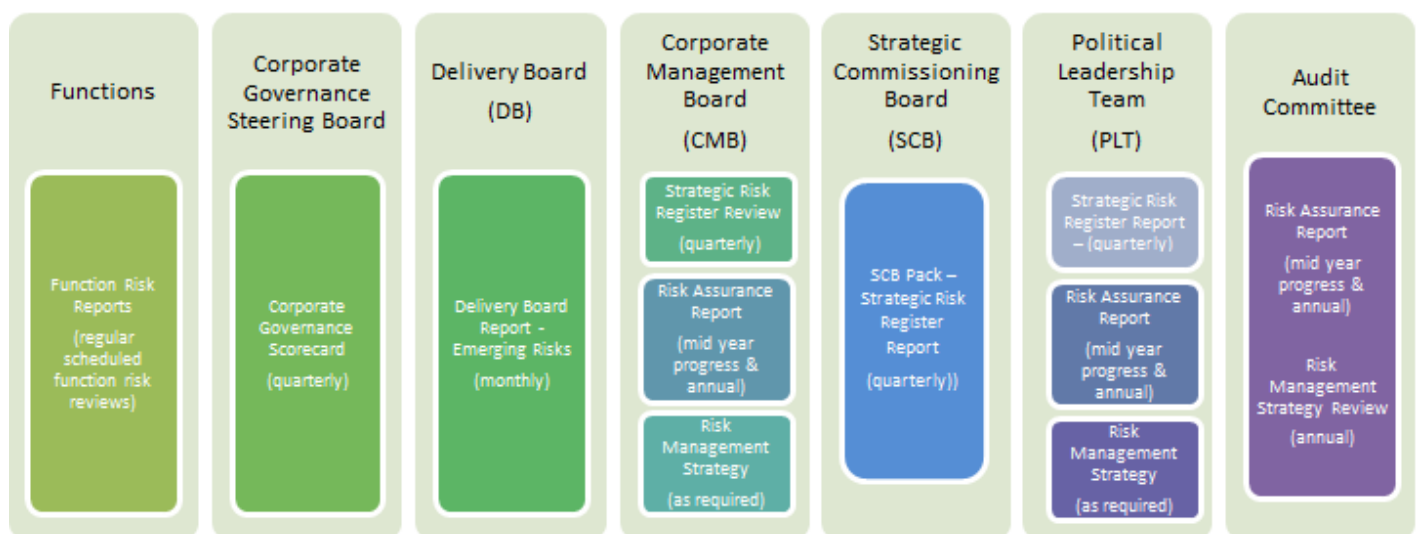 Functions
Function Risk
Reports
(regular
scheduled
function risk
reviews)
Corporate
Governance
Steering Board
Corporate
Governance
Scorecard
(quarterly)
Delivery Board
(DB)
Delivery Board
Report -
Emerging Risks
(monthly)
Corporate
Management
Board
(CMB)
Strategic Risk
Register Review
(quarterly)
Risk Assurance
Report
(mid year
progress &
annual)
Risk
Management
Strategy
(as required)
Strategic
Commissioning
Board
(SCB)
SCB Pack –
Strategic Risk
Register
Report
(quarterly))
Political
Leadership
Team
(PLT)
Strategic Risk
Register Report
– (quarterly)
Risk Assurance
Report
(mid year
progress &
annual)
Risk
Management
Strategy
(as required)
Audit
Committee
Risk Assurance
Report
(mid year
progress &
annual)
Risk
Management
Strategy Review
(annual)